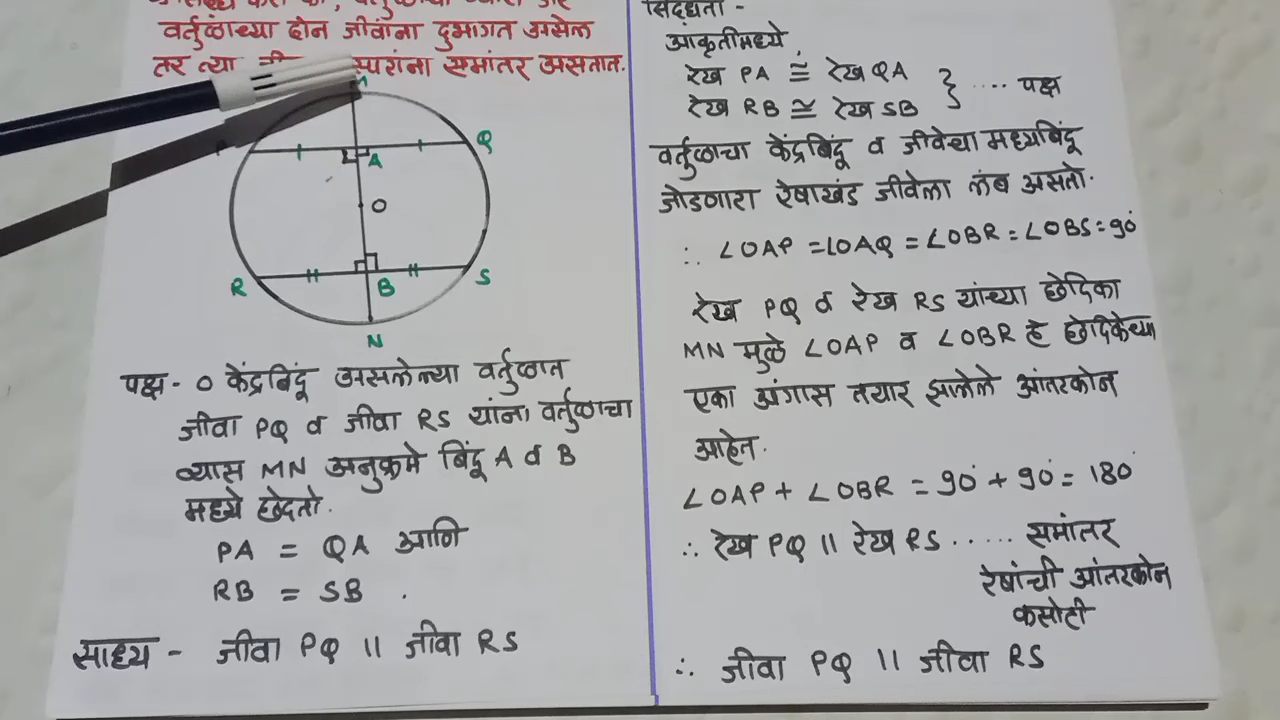 वर्तुळाच्या दोन जीवांना दुभागत असेल
तर त्या समांतर असतात.
Q
A
O
R
B
S
N
पक्ष - O केंद्रबिंदू असलेल्या वर्तुळात
जीवा PQ व जीवा RS यांना वर्तुळाचा
व्यास MN अनुक्रमे बिंदू A व B
मध्ये छेदतो.
PA = QA आणि
RB = SB .
साध्य - जीवा PQ || जीवा RS
सिद्धता -
आकृतीमध्ये,
रेख PA ≅ रेख QA
रेख RB ≅ रेख SB } .... पक्ष
वर्तुळाचा केंद्रबिंदू व जीवेचा मध्यबिंदू
जोडणारा रेषाखंड जीवेला लंब असतो.
∴ ∠OAP = ∠OAQ = ∠OBR = ∠OBS = 90°
रेख PQ व रेख RS यांच्या छेदिका
MN मुळे ∠OAP व ∠OBR हे छेदिकेच्या
एका अंगास तयार झालेले आंतरकोन
आहेत.
∠OAP + ∠OBR = 90° + 90° = 180°
∴ रेख PQ || रेख RS ..... समांतर
रेषांची आंतरकोन
कसोटी
∴ जीवा PQ || जीवा RS